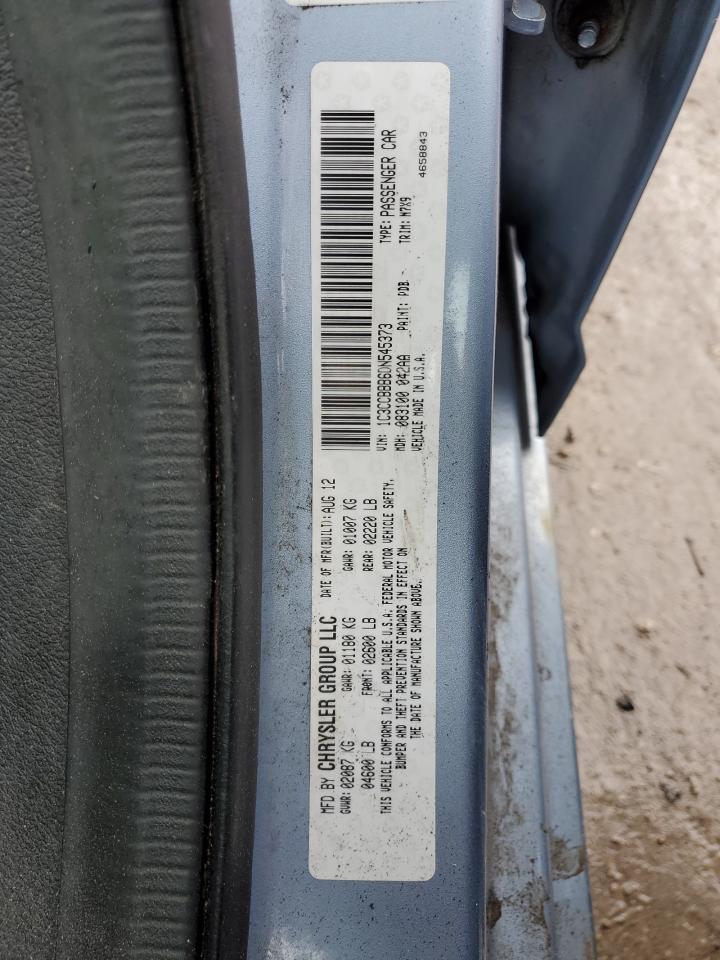 MFD BY CHRYSLER GROUP LLC DATE OF MFR(BUILT): AUG 12
GVWR: 02087 KG GAWR: 01180 KG GAWR: 01007 KG
04600 LB FRONT: 02600 LB REAR: 02220 LB
THIS VEHICLE CONFORMS TO ALL APPLICABLE U.S.A. FEDERAL MOTOR VEHICLE SAFETY,
BUMPER AND THEFT PREVENTION STANDARDS IN EFFECT ON
THE DATE OF MANUFACTURE SHOWN ABOVE.
VIN: 1C3CCBBB6DN545373 TYPE: PASSENGER CAR
MDH: 083100 042AA PAINT: PDB - TRIM: N7X9
VEHICLE MADE IN U.S.A. 4658843